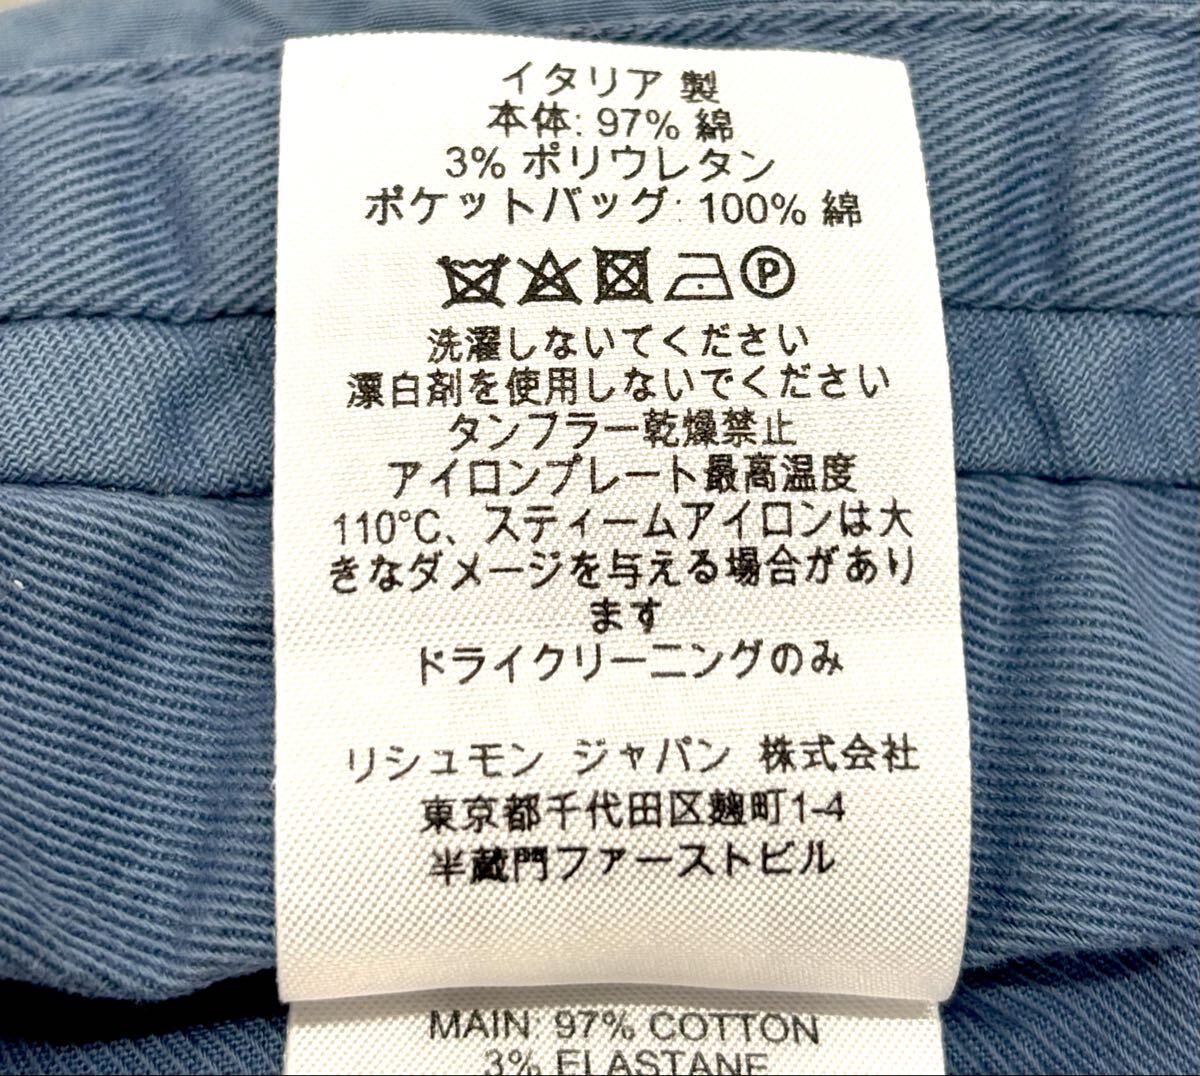 イタリア 製
本体: 97% 綿
3% ポリウレタン
ポケットバッグ: 100% 綿
P
洗濯しないてください
漂白剤を使用しないでください
タンブラー乾燥禁止
アイロンプレート最高温度
110°C、スティームアイロンは大
きなダメージを与える場合があり
ます
ドライクリーニングのみ
リシュモン ジャパン 株式会社
東京都千代田区麹町1-4
半蔵門ファーストビル
MAIN: 97% COTTON
3% ELASTANE